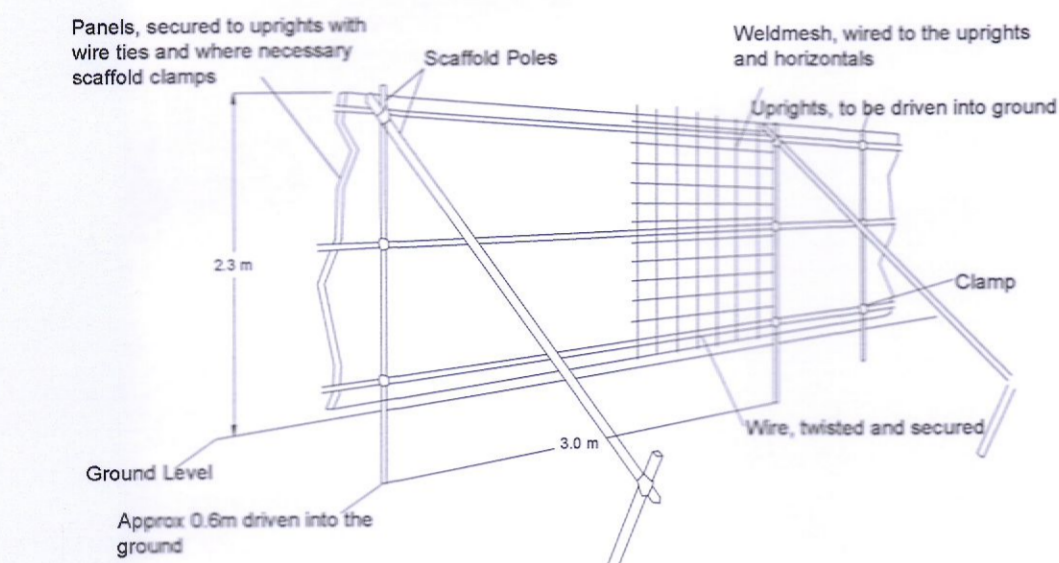 Panels, secured to uprights with
wire ties and where necessary
scaffold clamps
Scaffold Poles
Weldmesh, wired to the uprights
and horizontals
Uprights, to be driven into ground
2.3 m
Clamp
3.0 m
Wire, twisted and secured
Ground Level
Approx 0.6m driven into the
ground